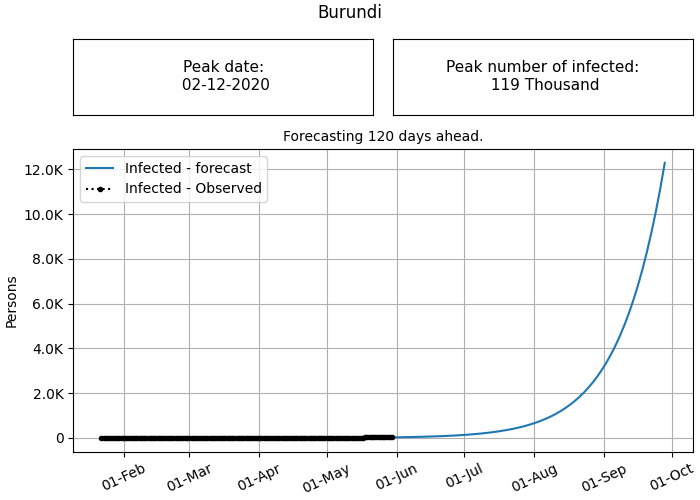 Burundi
Peak date:
02-12-2020
Peak number of infected:
119 Thousand
Forecasting 120 days ahead.
Infected - forecast
Infected - Observed
Persons
12.0K
10.0K
8.0K
6.0K
4.0K
2.0K
0
01-Feb
01-Mar
01-Apr
01-May
01-Jun
01-Jul
01-Aug
01-Sep
01-Oct